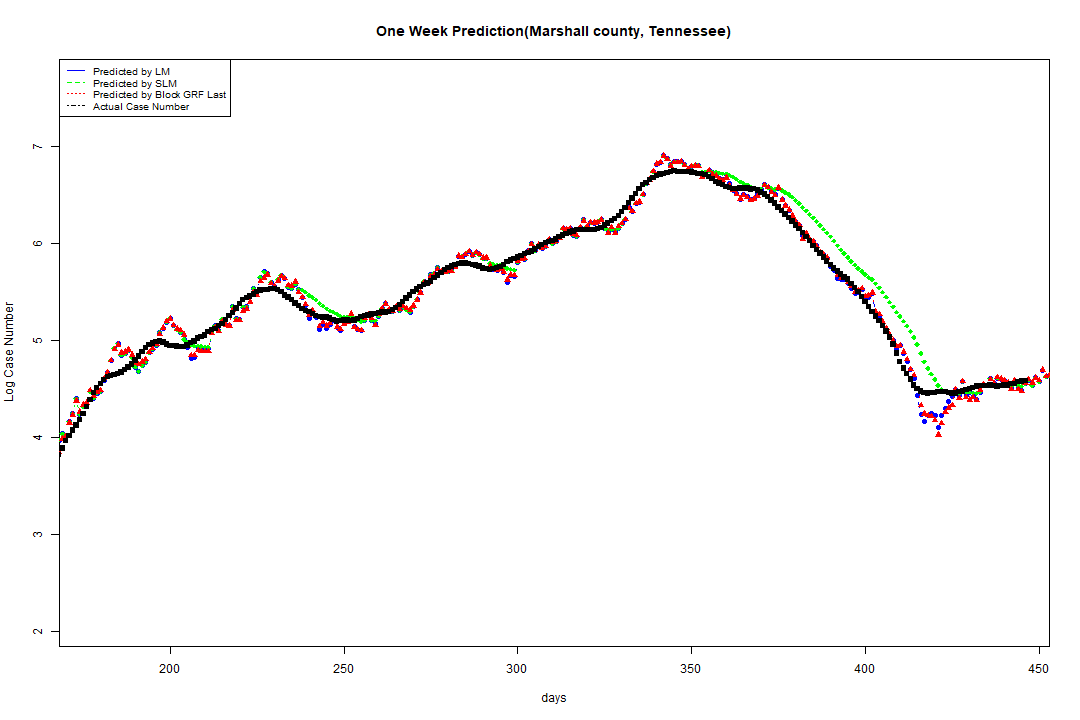 One Week Prediction(Marshall county, Tennessee)
Predicted by LM
Predicted by SLM
Predicted by Block GRF Last
Actual Case Number
7
6
5
4
3
2
Log Case Number
200 250 300 350 400 450
days